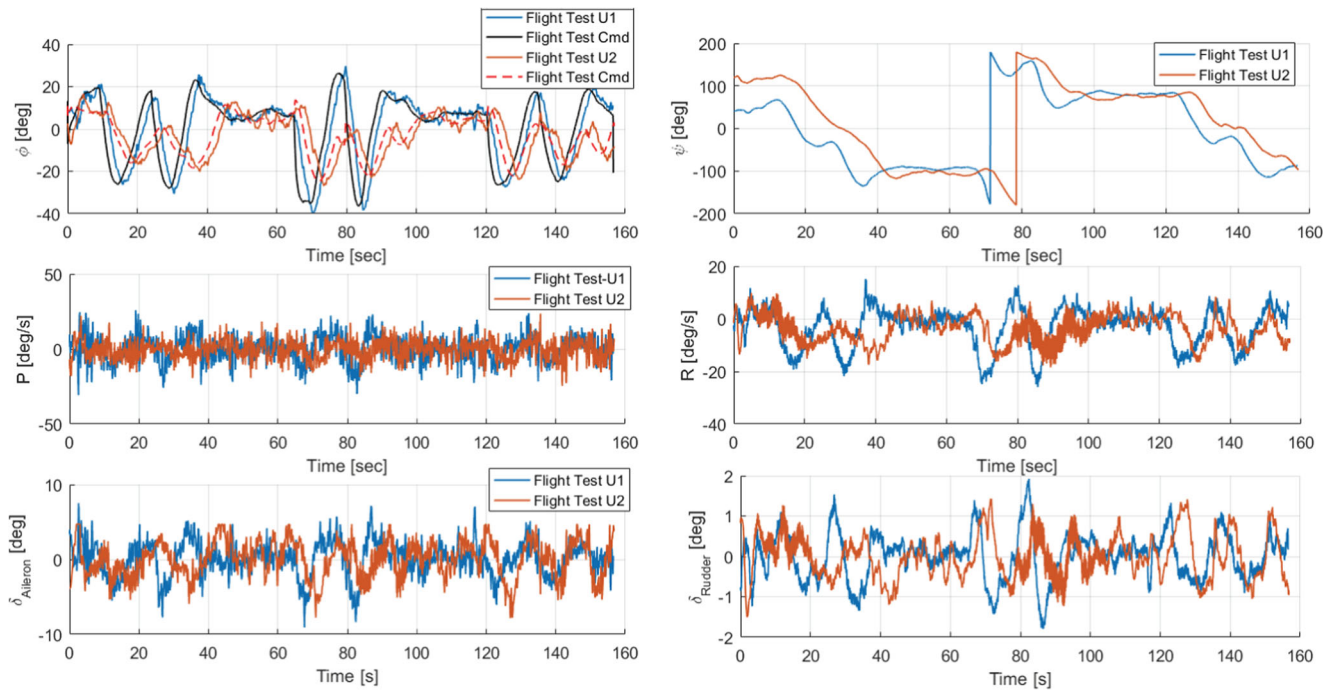 Flight Test U1
Flight Test Cmd
Flight Test U2
Flight Test Cmd
40
20
0
-20
-40
ϕ [deg]
0 20 40 60 80 100 120 140 160
Time [sec]
Flight Test U1
Flight Test U2
200
100
0
-100
-200
ψ [deg]
0 20 40 60 80 100 120 140 160
Time [sec]
Flight Test-U1
Flight Test U2
50
0
-50
P [deg/s]
0 20 40 60 80 100 120 140 160
Time [sec]
20
0
-20
-40
R [deg/s]
0 20 40 60 80 100 120 140 160
Time [sec]
Flight Test U1
Flight Test U2
10
0
-10
δAileron [deg]
0 20 40 60 80 100 120 140 160
Time [s]
2
1
0
-1
-2
δRudder [deg]
0 20 40 60 80 100 120 140 160
Time [s]